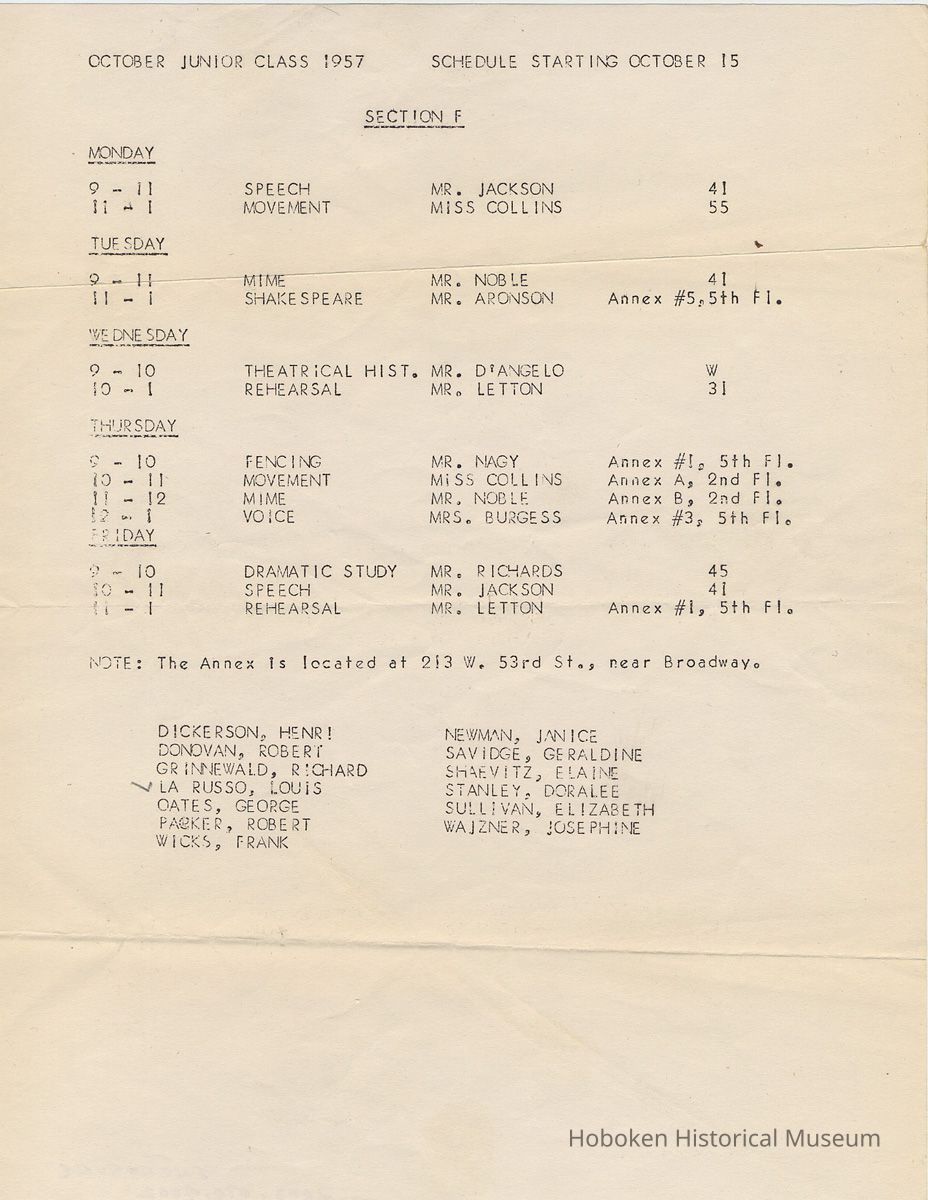 OCTOBER JUNIOR CLASS 1957 SCHEDULE STARTING OCTOBER 15
SECTION F
MONDAY
9 - 11 SPEECH MR. JACKSON 41
11 - 1 MOVEMENT MISS COLLINS 55
TUESDAY
9 - 11 MIME MR. NOBLE 41
11 - 1 SHAKESPEARE MR. ARONSON Annex #5,5th Fl.
WEDNESDAY
9 - 10 THEATRICAL HIST. MR. D'ANGELO W
10 - 1 REHEARSAL MR. LETTON 31
THURSDAY
9 - 10 FENCING MR. NAGY Annex #1, 5th Fl.
10 - 11 MOVEMENT MISS COLLINS Annex A, 2nd Fl.
11 - 12 MIME MR. NOBLE Annex B, 2nd Fl.
12 - 1 VOICE MRS. BURGESS Annex #3, 5th Fl.
FRIDAY
9 - 10 DRAMATIC STUDY MR. RICHARDS 45
10 - 11 SPEECH MR. JACKSON 41
11 - 1 REHEARSAL MR. LETTON Annex #1, 5th Fl.
NOTE: The Annex is located at 213 W. 53rd St., near Broadway.
DICKERSON, HENRI NEWMAN, JANICE
DONOVAN, ROBERT SAVIDGE, GERALDINE
GRINNEWALD, RICHARD SHAEVITZ, ELAINE
LA RUSSO, LOUIS STANLEY, DORALEE
OATES, GEORGE SULLIVAN, ELIZABETH
PARKER, ROBERT WAJZNER, JOSEPHINE
WICKS, FRANK
Hoboken Historical Museum